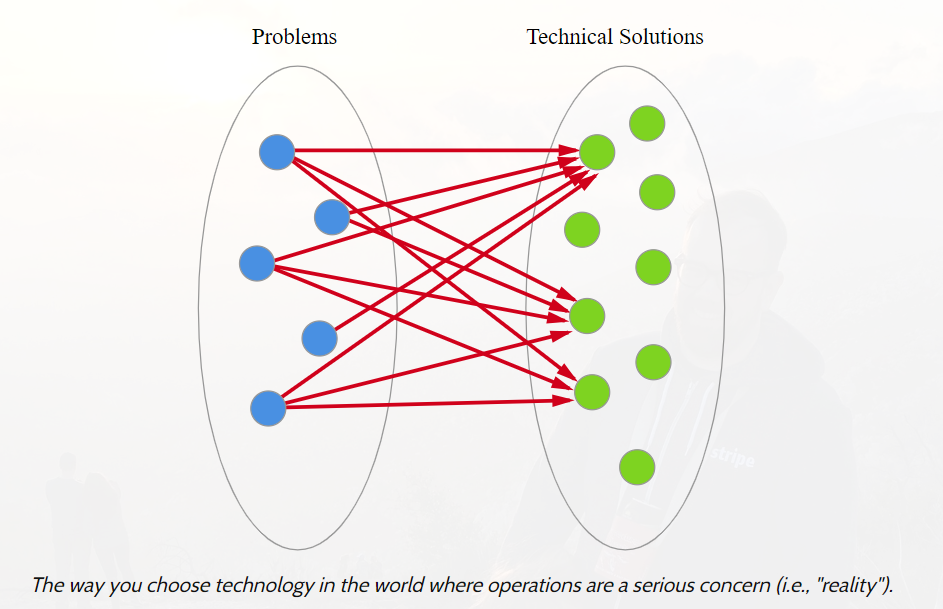 Problems
Technical Solutions
stripe
The way you choose technology in the world where operations are a serious concern (i.e., "reality").